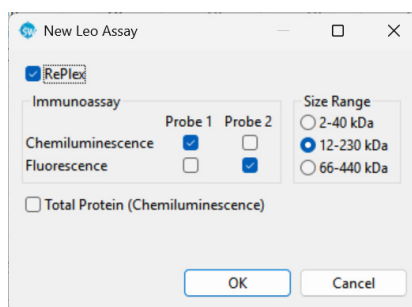 SW New Leo Assay
RePlex
Immunoassay
Probe 1 Probe 2
Chemiluminescence
Fluorescence
Size Range
2-40 kDa
12-230 kDa
66-440 kDa
Total Protein (Chemiluminescence)
OK Cancel